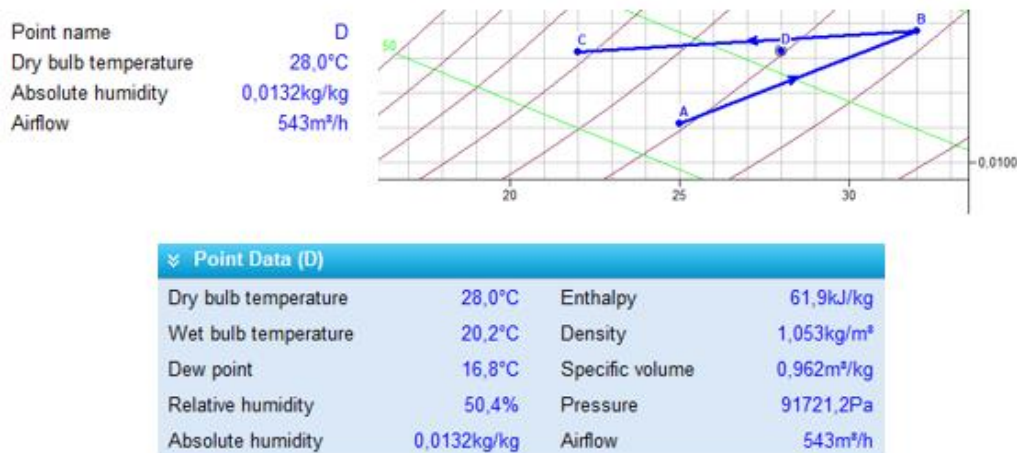 Point name D
Dry bulb temperature 28,0°C
Absolute humidity 0,0132kg/kg
Airflow 543m³/h
B
C
D
50
A
0,0100
20 25 30
Point Data (D)
Dry bulb temperature 28,0°C Enthalpy 61,9kJ/kg
Wet bulb temperature 20,2°C Density 1,053kg/m³
Dew point 16,8°C Specific volume 0,962m³/kg
Relative humidity 50,4% Pressure 91721,2Pa
Absolute humidity 0,0132kg/kg Airflow 543m³/h